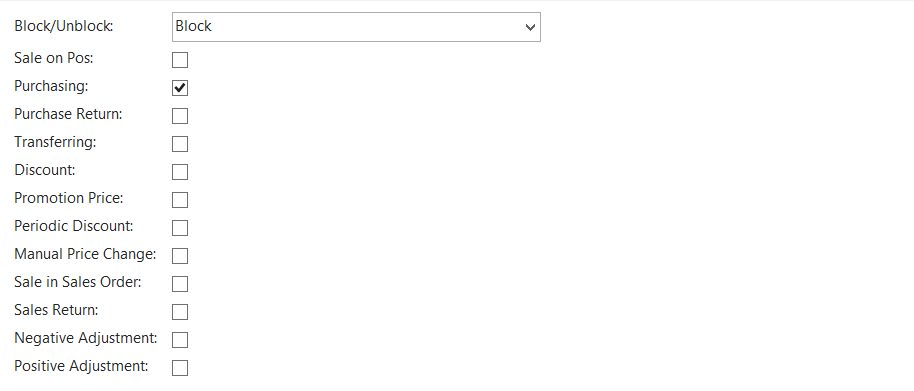 Block/Unblock: Block
Sale on Pos:
Purchasing:
Purchase Return:
Transferring:
Discount:
Promotion Price:
Periodic Discount:
Manual Price Change:
Sale in Sales Order:
Sales Return:
Negative Adjustment:
Positive Adjustment: